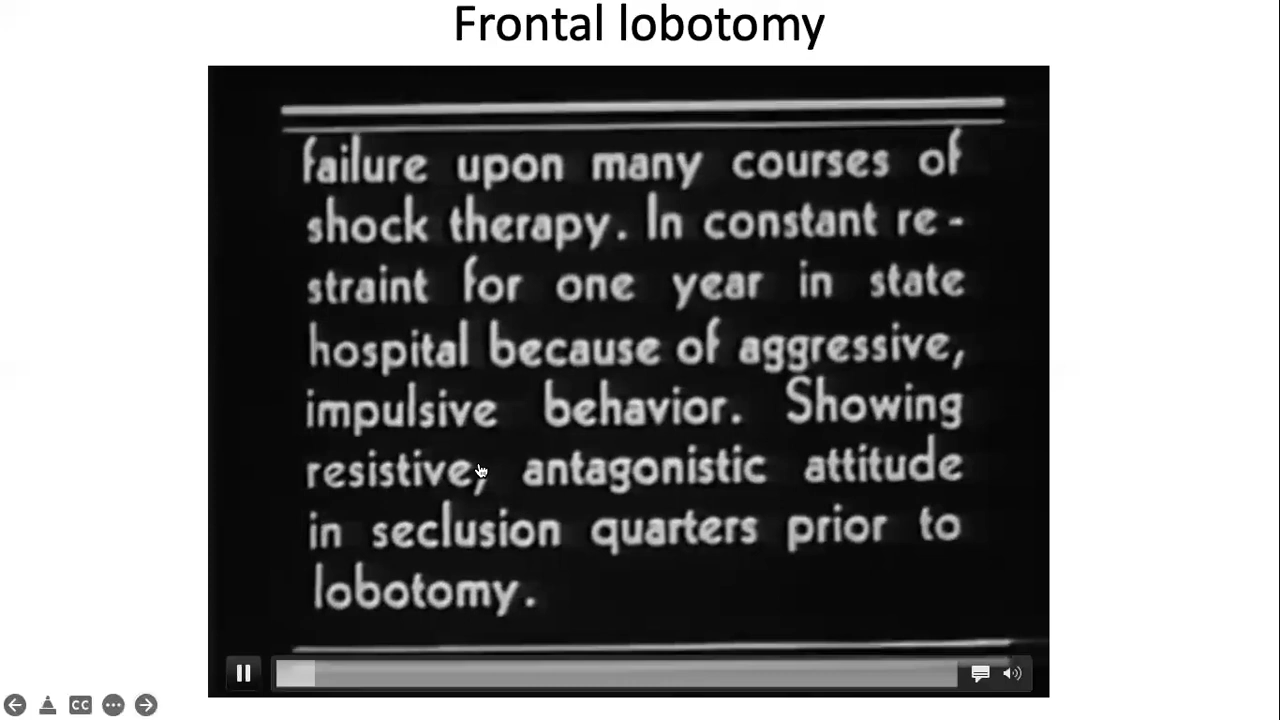 Frontal lobotomy
failure upon many courses of
shock therapy. In constant re-
straint for one year in state
hospital because of aggressive,
impulsive behavior. Showing
resistive, antagonistic attitude
in seclusion quarters prior to
lobotomy.
CC